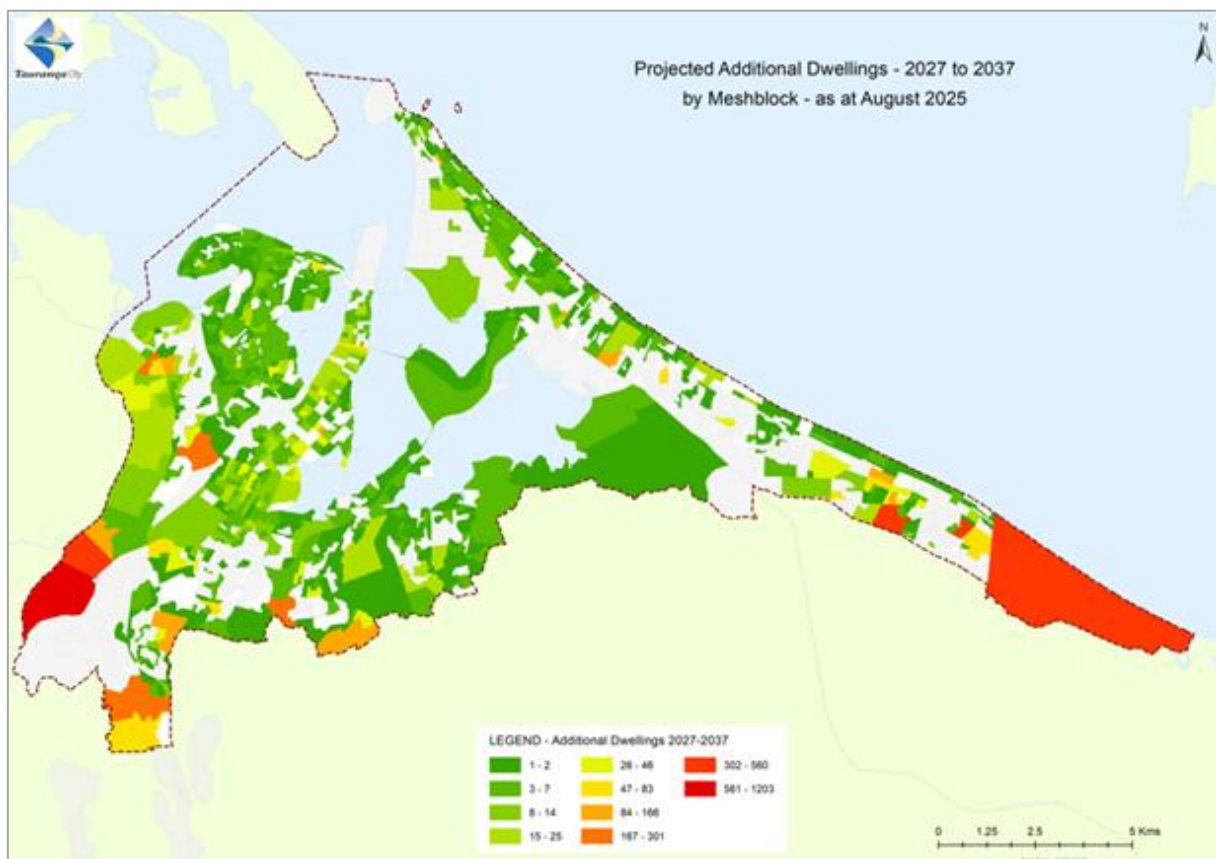 Tauranga City
N
Projected Additional Dwellings - 2027 to 2037
by Meshblock - as at August 2025
LEGEND - Additional Dwellings 2027-2037
1 - 2
3 - 7
8 - 14
15 - 25
26 - 46
47 - 83
84 - 166
167 - 301
302 - 560
561 - 1203
0 1.25 2.5 5 Kms